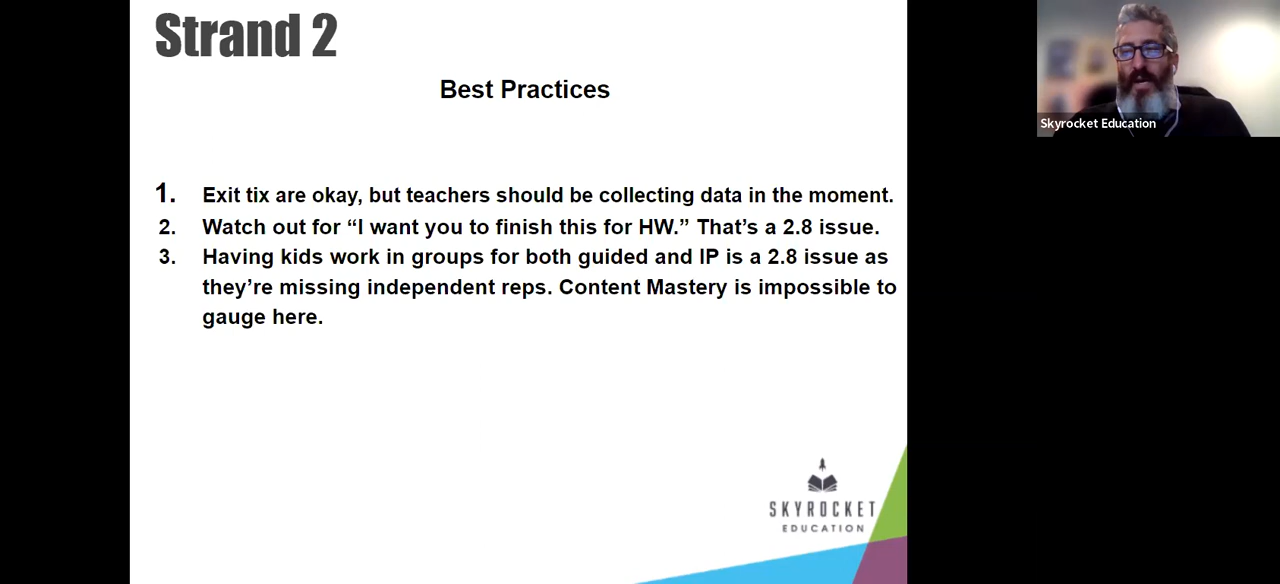 Strand 2
Best Practices
1. Exit tix are okay, but teachers should be collecting data in the moment.
2. Watch out for “I want you to finish this for HW.” That’s a 2.8 issue.
3. Having kids work in groups for both guided and IP is a 2.8 issue as
they’re missing independent reps. Content Mastery is impossible to
gauge here.
SKYROCKET
EDUCATION
Skyrocket Education